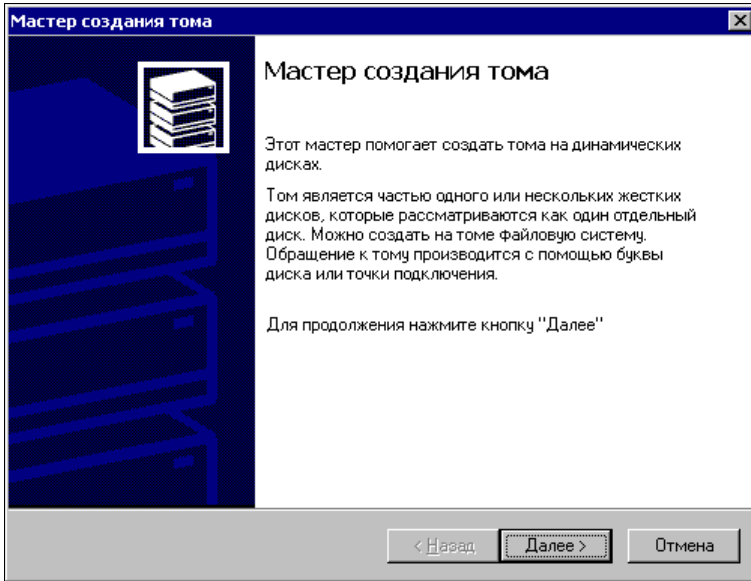 Мастер создания тома
Мастер создания тома
Этот мастер помогает создать тома на динамических
дисках.
Том является частью одного или нескольких жестких
дисков, которые рассматриваются как один отдельный
диск. Можно создать на томе файловую систему.
Обращение к тому производится с помощью буквы
диска или точки подключения.
Для продолжения нажмите кнопку "Далее"
< Назад Далее > Отмена